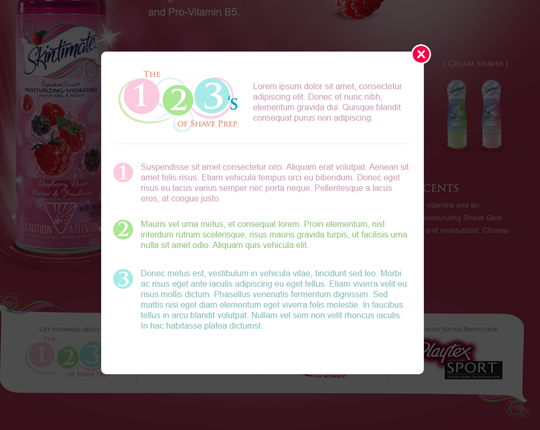 and Pro-Vitamin B5.
Skintimate
MOISTURIZING/HYDRATANT
Raspberry Rain
CAUTION
ATTENTION
( CREAM SHAVES )
THE
1 2 3's
OF SHAVE PREP
Lorem ipsum dolor sit amet, consectetur
adipiscing elit. Donec et nunc nibh,
elementum gravida dui. Quisque blandit
consequat purus non adipiscing.
1
Suspendisse sit amet consectetur orci. Aliquam erat volutpat. Aenean sit
amet felis risus. Etiam vehicula tempus orci eu bibendum. Donec eget
risus eu lacus varius semper nec porta neque. Pellentesque a lacus
eros, at congue justo.
2
Mauris vel urna metus, et consequat lorem. Proin elementum, nisl
interdum rutrum scelerisque, risus mauris gravida turpis, ut facilisis urna
nulla sit amet odio. Aliquam quis vehicula elit.
3
Donec metus est, vestibulum in vehicula vitae, tincidunt sed leo. Morbi
ac risus eget ante iaculis adipiscing eu eget tellus. Etiam viverra velit eu
risus mollis dictum. Phasellus venenatis fermentum dignissim. Sed
mattis nisi eget diam elementum eget viverra felis molestie. In faucibus
tellus in arcu blandit volutpat. Nullam vel sem non velit rhoncus iaculis.
In hac habitasse platea dictumst.
CENTS
vitamins and an
Moisturizing Shave Gels
and moisturized. Choose
GET INFORMED ABOUT
THE
1 2 3
OF SHAVE PREP
SUITED PROTECTION
Playtex
SPORT